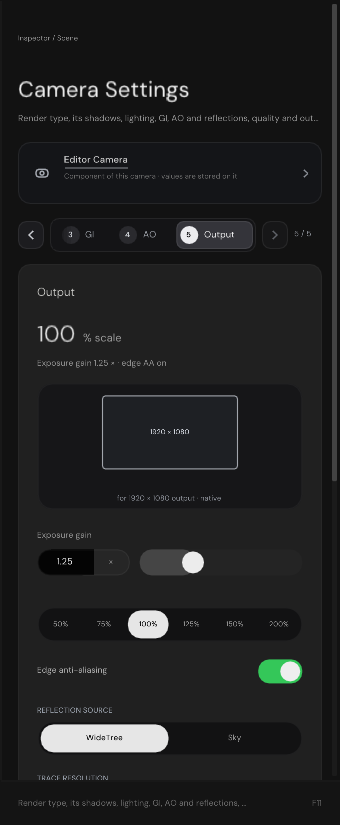 Inspector / Scene
Camera Settings
Render type, its shadows, lighting, GI, AO and reflections, quality and out...
Editor Camera
Component of this camera · values are stored on it
3 GI 4 AO 5 Output 5 / 5
Output
100 % scale
Exposure gain 1.25 × · edge AA on
1920 × 1080
for 1920 × 1080 output · native
Exposure gain
1.25 ×
50% 75% 100% 125% 150% 200%
Edge anti-aliasing
REFLECTION SOURCE
WideTree Sky
TRACE RESOLUTION
Render type, its shadows, lighting, GI, AO and reflections, ... F11